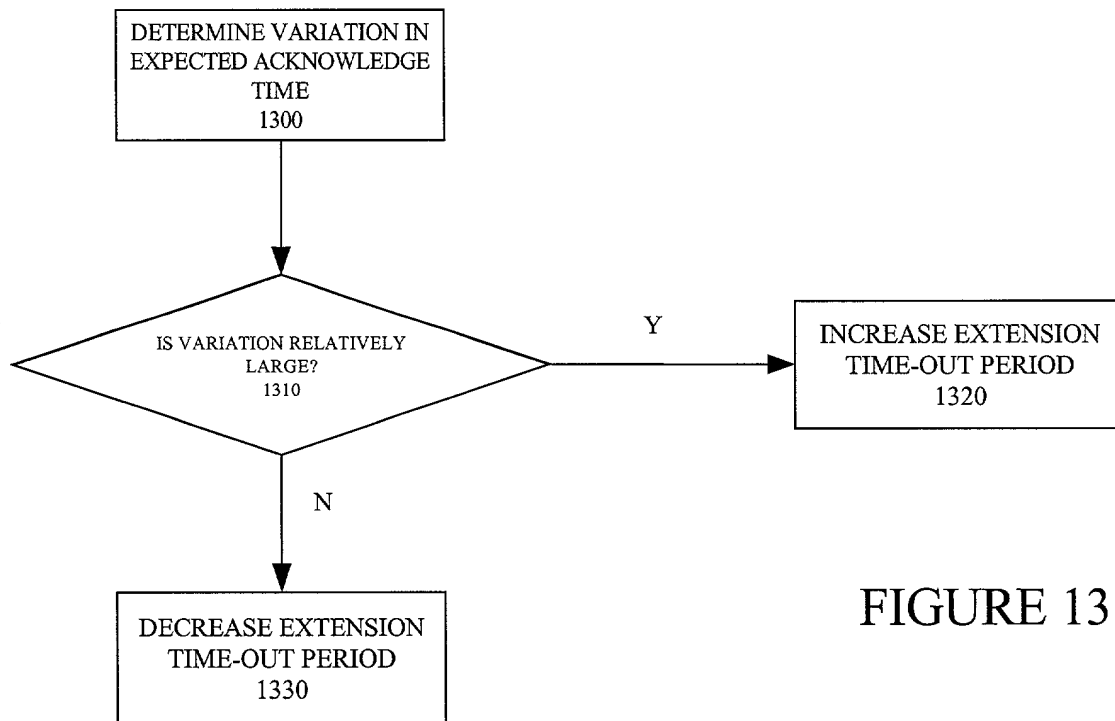 DETERMINE VARIATION IN
EXPECTED ACKNOWLEDGE
TIME
1300
IS VARIATION RELATIVELY
LARGE?
1310
Y
INCREASE EXTENSION
TIME-OUT PERIOD
1320
N
DECREASE EXTENSION
TIME-OUT PERIOD
1330
FIGURE 13